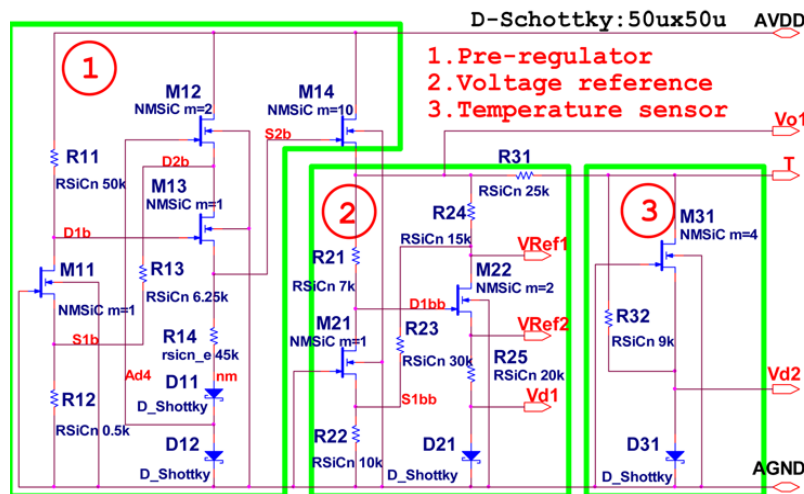 D-Schottky:50ux50u
AVDD
1
1.Pre-regulator
2.Voltage reference
3.Temperature sensor
M12
NMSiC m=2
M14
NMSiC m=10
S2b
Vo1
R11
RSiCn 50k
D2b
R31
RSiCn 25k
T
M13
NMSiC m=1
2
R24
RSiCn 15k
3
M31
NMSiC m=4
D1b
R21
RSiCn 7k
VRef1
M11
NMSiC m=1
R13
RSiCn 6.25k
M22
NMSiC m=2
D1bb
R32
RSiCn 9k
S1b
R14
rsicn_e 45k
M21
NMSiC m=1
R23
RSiCn 30k
VRef2
R25
RSiCn 20k
Ad4
nm
D11
D_Shottky
S1bb
Vd1
Vd2
R12
RSiCn 0.5k
D12
D_Shottky
R22
RSiCn 10k
D21
D_Shottky
D31
D_Shottky
AGND